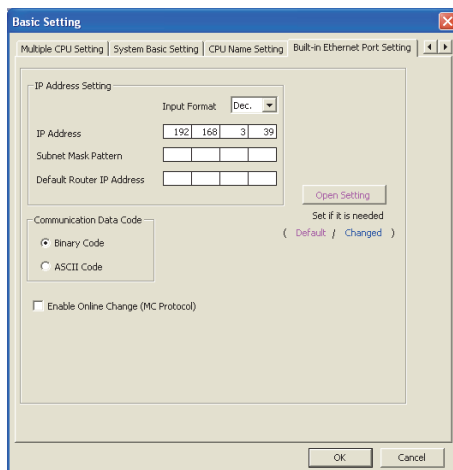 Basic Setting
Multiple CPU Setting System Basic Setting CPU Name Setting Built-in Ethernet Port Setting
IP Address Setting
Input Format Dec.
IP Address 192 168 3 39
Subnet Mask Pattern
Default Router IP Address
Open Setting
Set if it is needed
( Default / Changed )
Communication Data Code
Binary Code
ASCII Code
Enable Online Change (MC Protocol)
OK Cancel